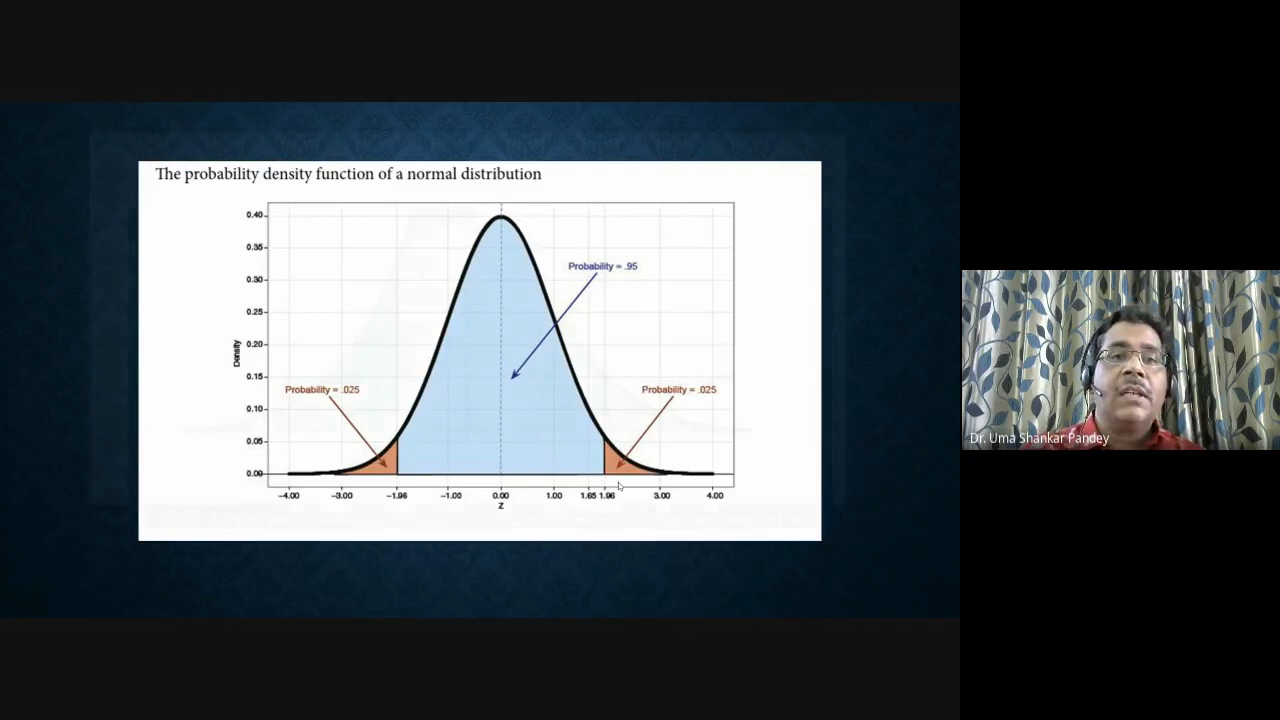 The probability density function of a normal distribution
0.40
0.35
Probability = .95
0.30
0.25
0.20
Density
0.15
Probability = .025
Probability = .025
0.10
0.05
0.00
-4.00 -3.00 -1.96 -1.00 0.00 1.00 1.65 1.96 3.00 4.00
Z
Dr. Uma Shankar Pandey